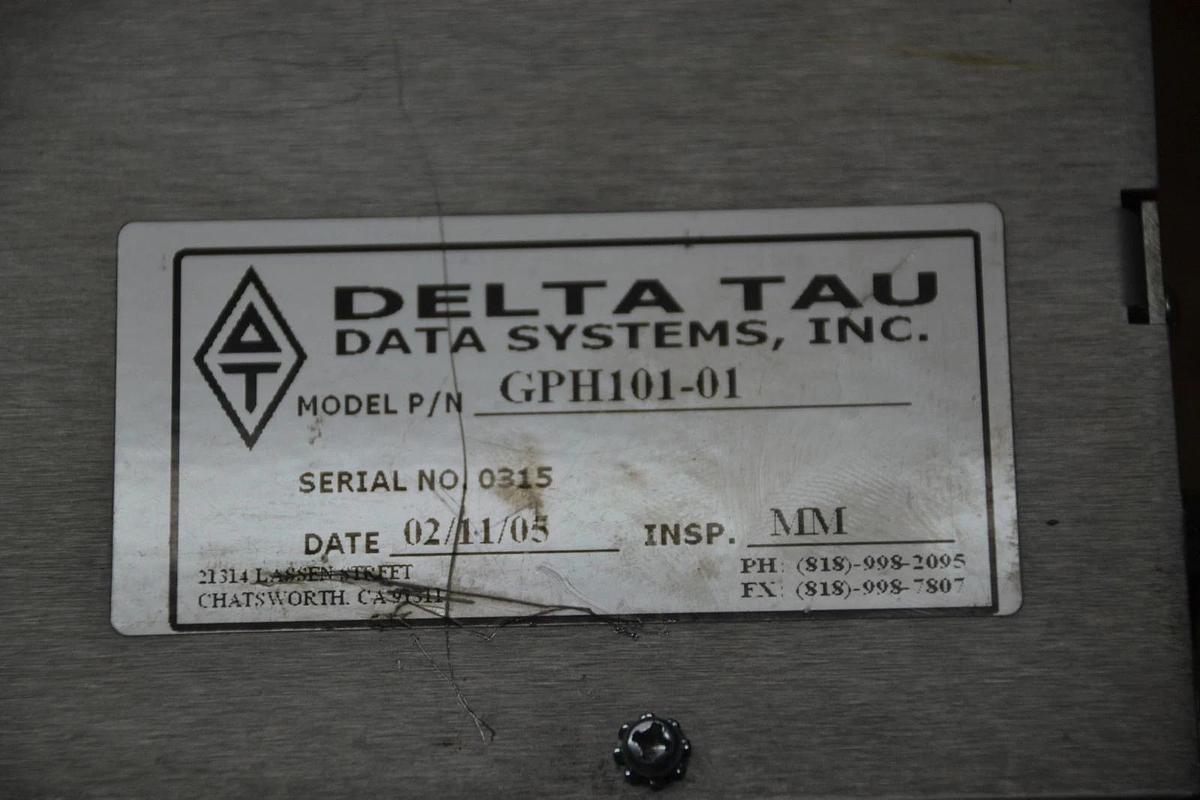 DELTA TAU
DATA SYSTEMS, INC.
MODEL P/N GPH101-01
SERIAL NO. 0315
DATE 02/11/05 INSP. MM
21314 LASSEN STREET
CHATSWORTH. CA 91311
PH: (818)-998-2095
FX: (818)-998-7807